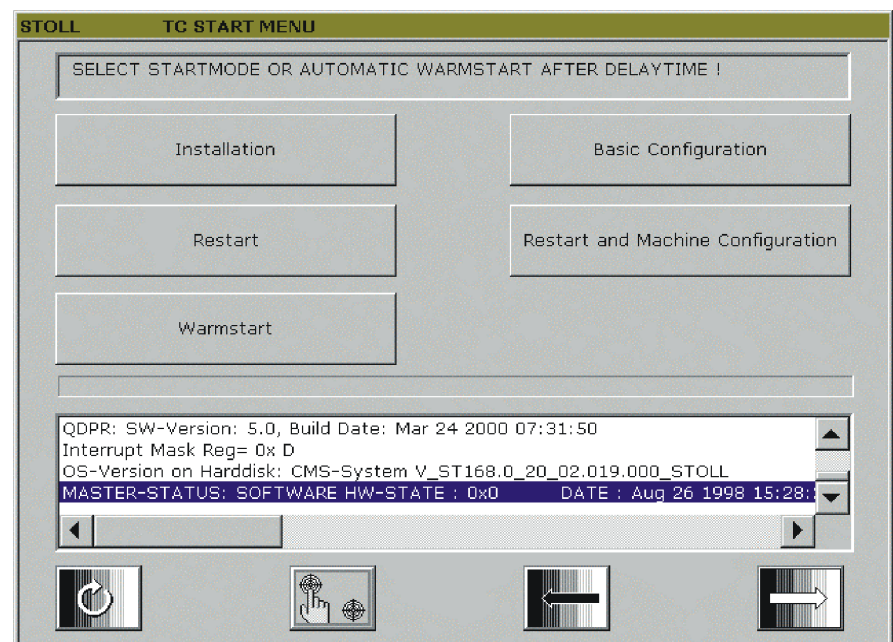 STOLL TC START MENU
SELECT STARTMODE OR AUTOMATIC WARMSTART AFTER DELAYTIME !
Installation
Basic Configuration
Restart
Restart and Machine Configuration
Warmstart
QDPR: SW-Version: 5.0, Build Date: Mar 24 2000 07:31:50
Interrupt Mask Reg= 0x D
OS-Version on Harddisk: CMS-System V_ST168.0_20_02.019.000_STOLL
MASTER-STATUS: SOFTWARE HW-STATE : 0x0 DATE : Aug 26 1998 15:28: